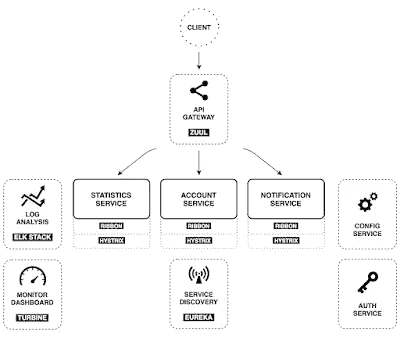 CLIENT
API
GATEWAY
ZUUL
LOG
ANALYSIS
ELK STACK
STATISTICS
SERVICE
RIBBON
HYSTRIX
ACCOUNT
SERVICE
RIBBON
HYSTRIX
NOTIFICATION
SERVICE
RIBBON
HYSTRIX
CONFIG
SERVICE
MONITOR
DASHBOARD
TURBINE
SERVICE
DISCOVERY
EUREKA
AUTH
SERVICE